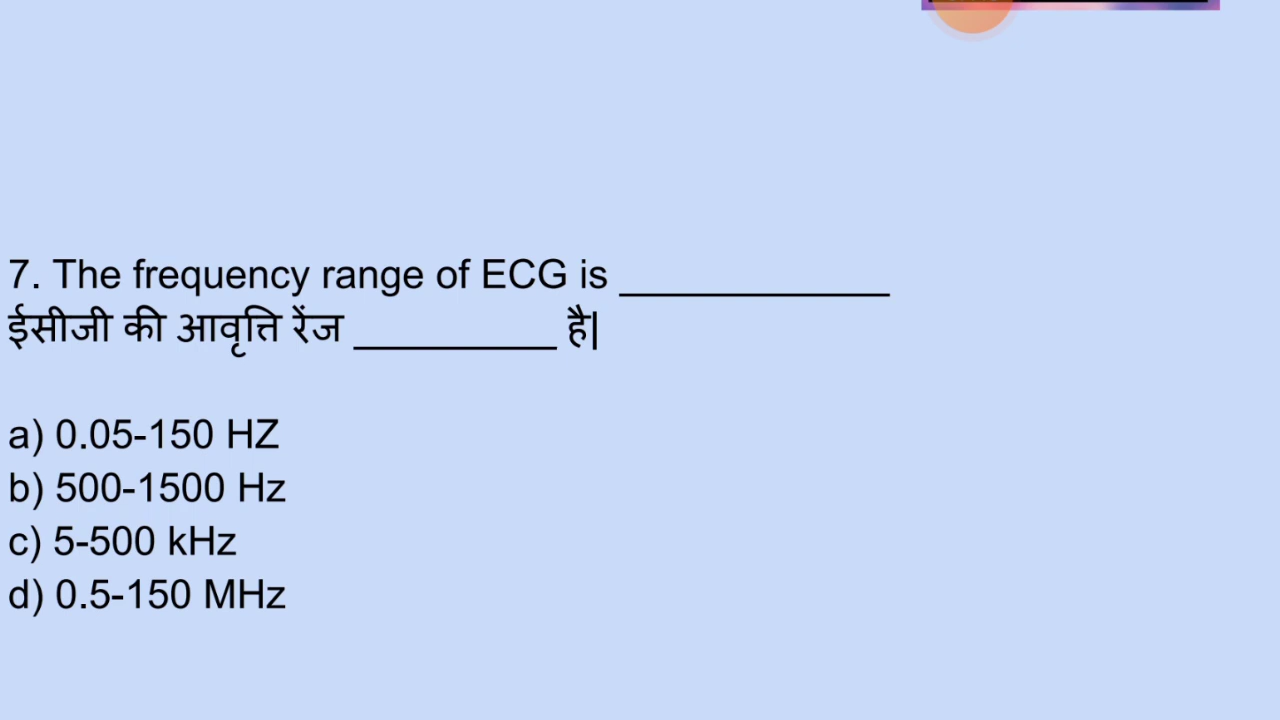 7. The frequency range of ECG is _____________
ईसीजी की आवृत्ति रेंज __________ है|
a) 0.05-150 HZ
b) 500-1500 Hz
c) 5-500 kHz
d) 0.5-150 MHz